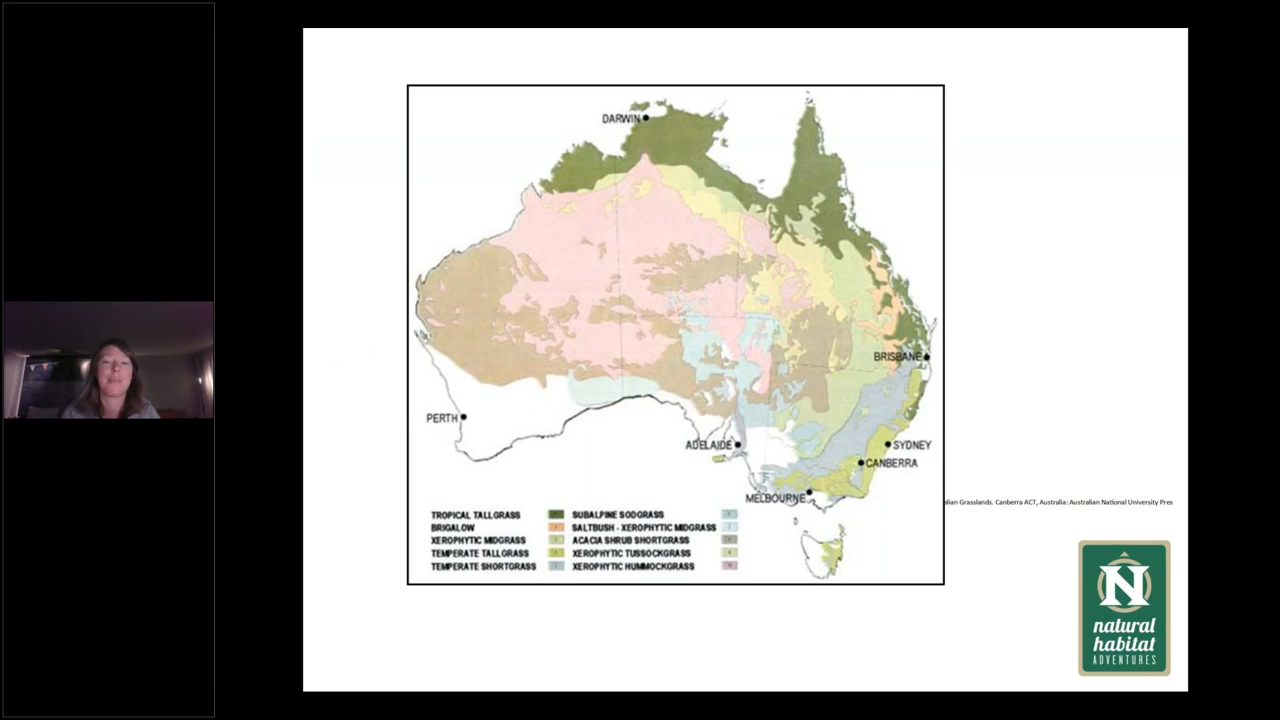 DARWIN
BRISBANE
PERTH
ADELAIDE
SYDNEY
CANBERRA
MELBOURNE
TROPICAL TALLGRASS
BRIGALOW
XEROPHYTIC MIDGRASS
TEMPERATE TALLGRASS
TEMPERATE SHORTGRASS
SUBALPINE SODGRASS
SALTBUSH - XEROPHYTIC MIDGRASS
ACACIA SHRUB SHORTGRASS
XEROPHYTIC TUSSOCKGRASS
XEROPHYTIC HUMMOCKGRASS
Grasslands. Canberra ACT, Australia: Australian National University Pres
N
natural
habitat
ADVENTURES